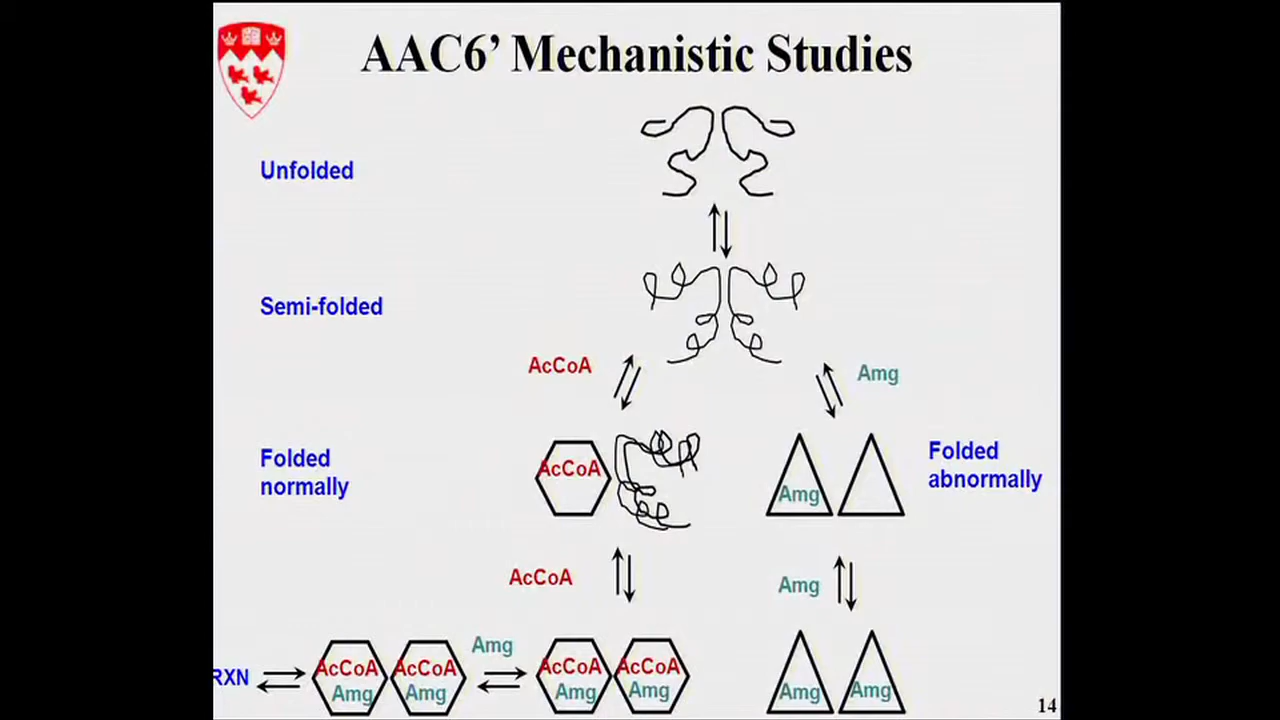 AAC6’ Mechanistic Studies
Unfolded
Semi-folded
AcCoA
Amg
Folded
normally
AcCoA
Amg
Folded
abnormally
AcCoA
Amg
RXN
AcCoA
Amg
AcCoA
Amg
Amg
AcCoA
Amg
AcCoA
Amg
Amg
Amg
14